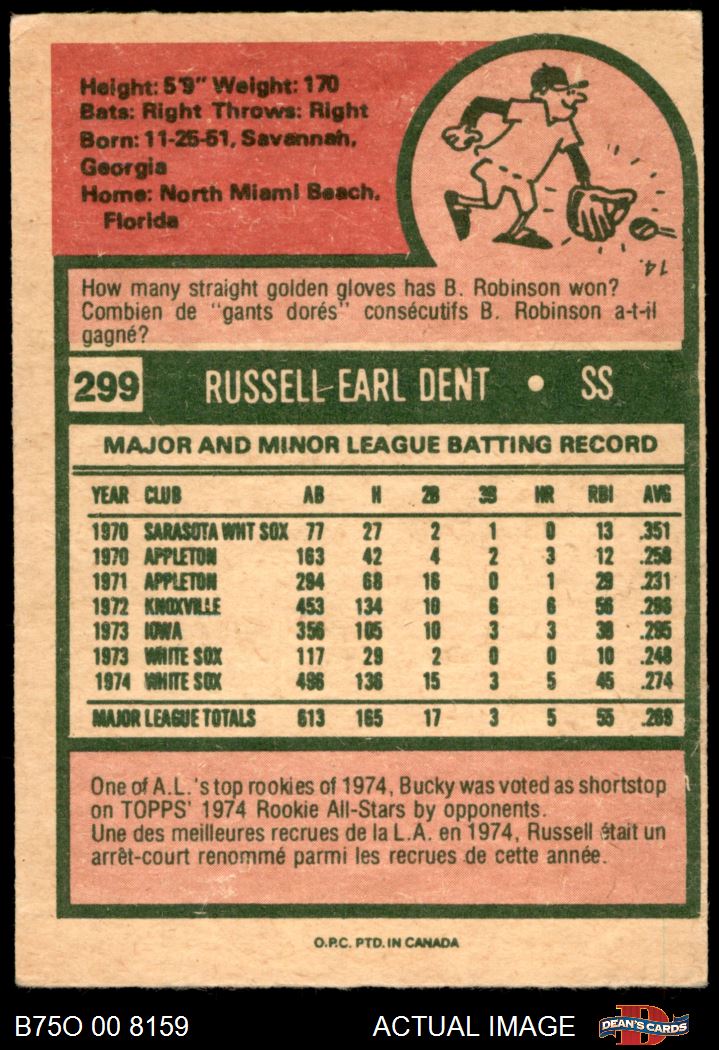 Height: 5'9" Weight: 170
Bats: Right Throws: Right
Born: 11-25-51, Savannah,
Georgia
Home: North Miami Beach,
Florida
14.
How many straight golden gloves has B. Robinson won?
Combien de "gants dorés" consécutifs B. Robinson a-t-il
gagné?
299 RUSSELL EARL DENT • SS
MAJOR AND MINOR LEAGUE BATTING RECORD
YEAR CLUB AB H 2B 3B HR RBI AVG
1970 SARASOTA WHT SOX 77 27 2 1 0 13 .351
1970 APPLETON 163 42 4 2 3 12 .258
1971 APPLETON 294 68 16 0 1 29 .231
1972 KNOXVILLE 453 134 10 6 6 56 .296
1973 IOWA 356 105 10 3 3 38 .295
1973 WHITE SOX 117 29 2 0 0 10 .248
1974 WHITE SOX 496 136 15 3 5 45 .274
MAJOR LEAGUE TOTALS 613 165 17 3 5 55 .269
One of A.L.'s top rookies of 1974, Bucky was voted as shortstop
on TOPPS' 1974 Rookie All-Stars by opponents.
Une des meilleures recrues de la L.A. en 1974, Russell était un
arrêt-court renommé parmi les recrues de cette année.
O.P.C. PTD. IN CANADA
B75O 00 8159 ACTUAL IMAGE DEAN'S CARDS